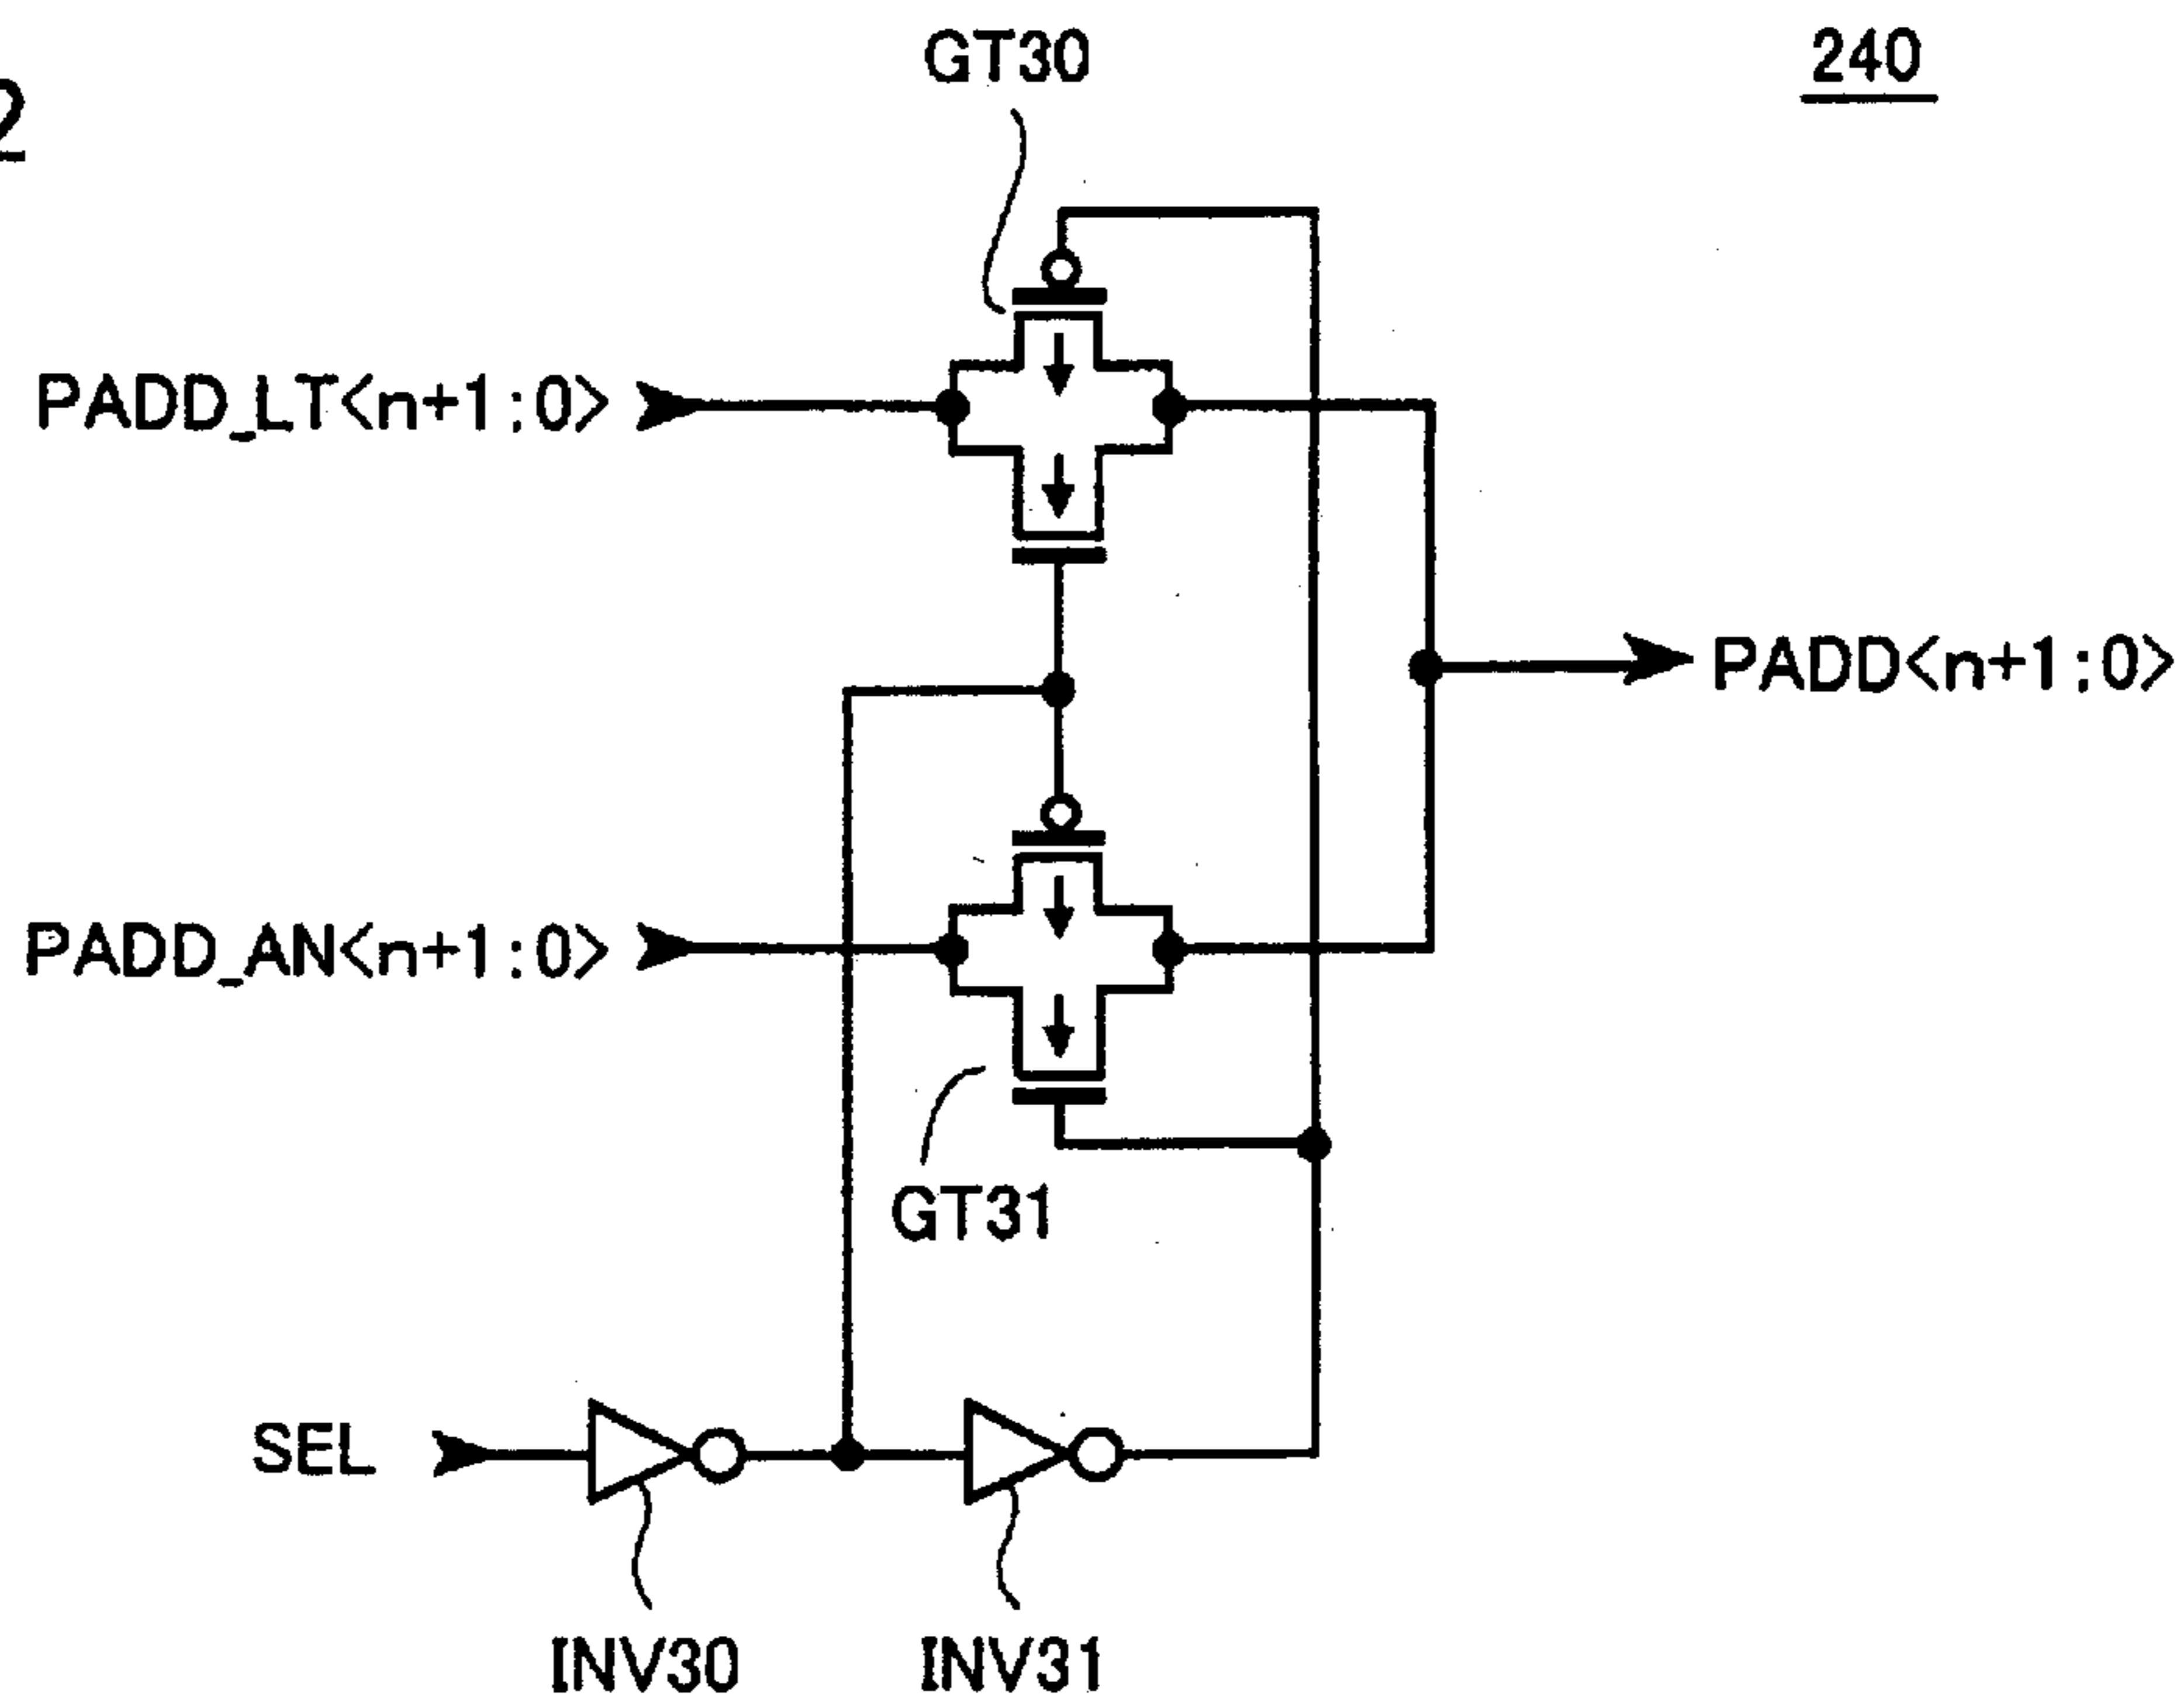 2
GT30
240
PADD_LT<n+1:0>
PADD<n+1:0>
PADD_AN<n+1:0>
GT31
SEL
INV30
INV31